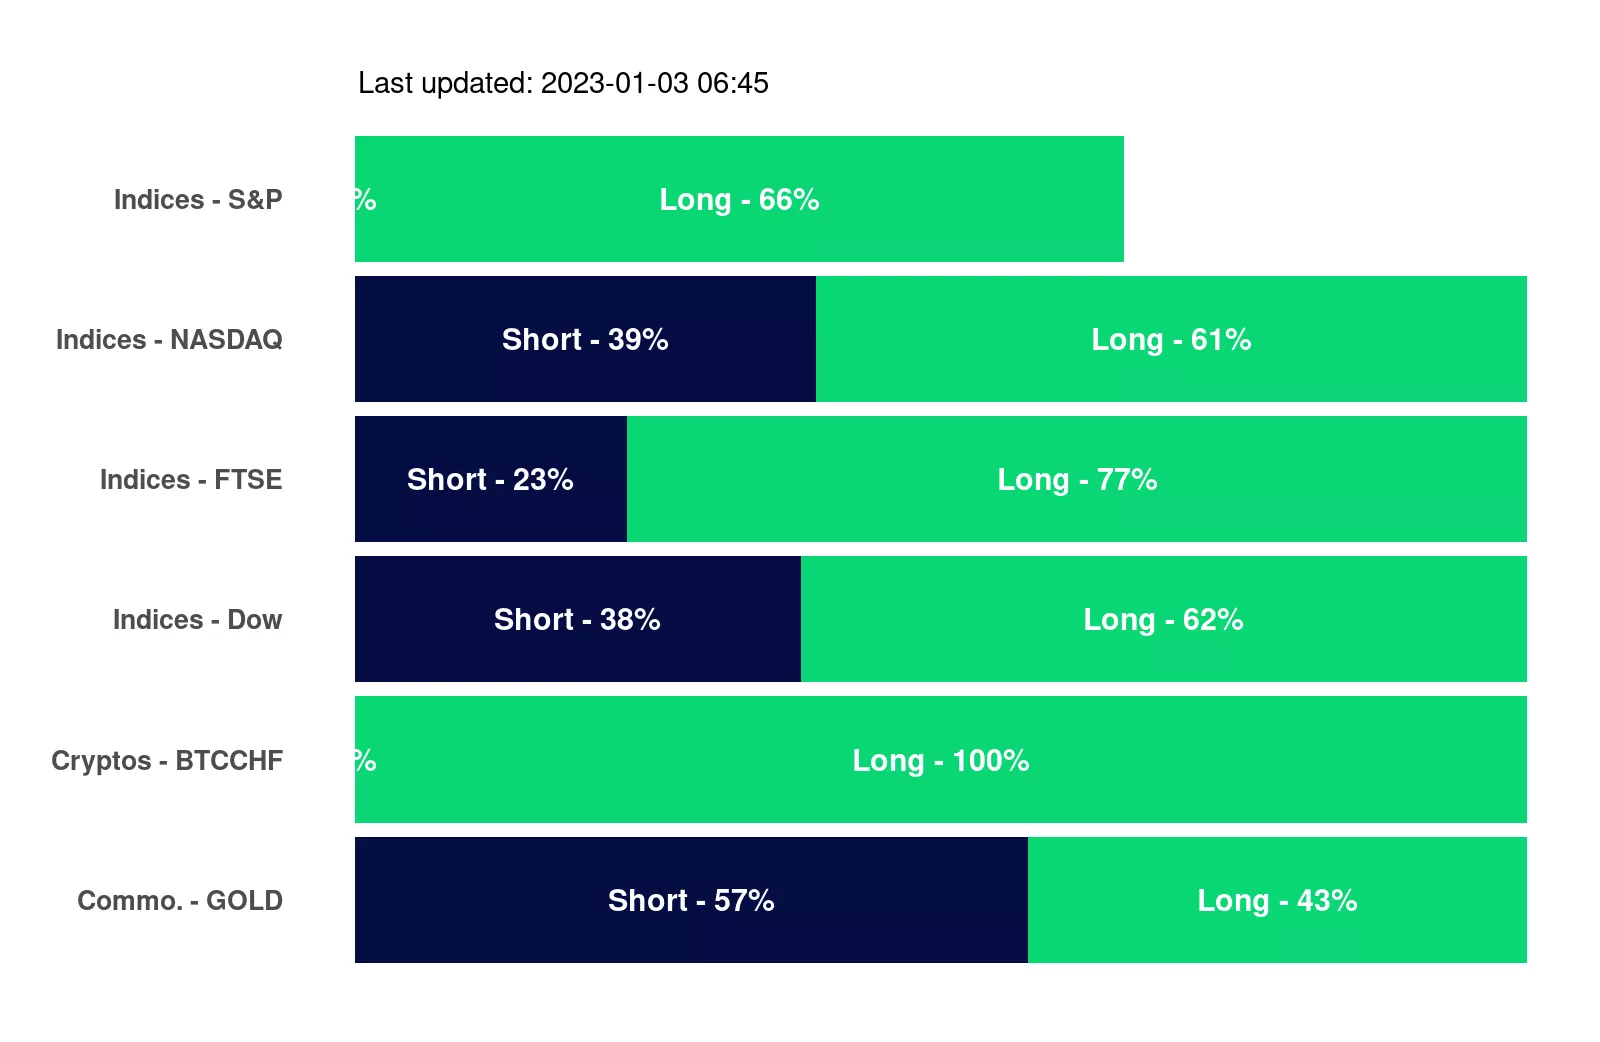 Last updated: 2023-01-03 06:45
Indices - S&P % Long - 66%
Indices - NASDAQ Short - 39% Long - 61%
Indices - FTSE Short - 23% Long - 77%
Indices - Dow Short - 38% Long - 62%
Cryptos - BTCCHF % Long - 100%
Commo. - GOLD Short - 57% Long - 43%